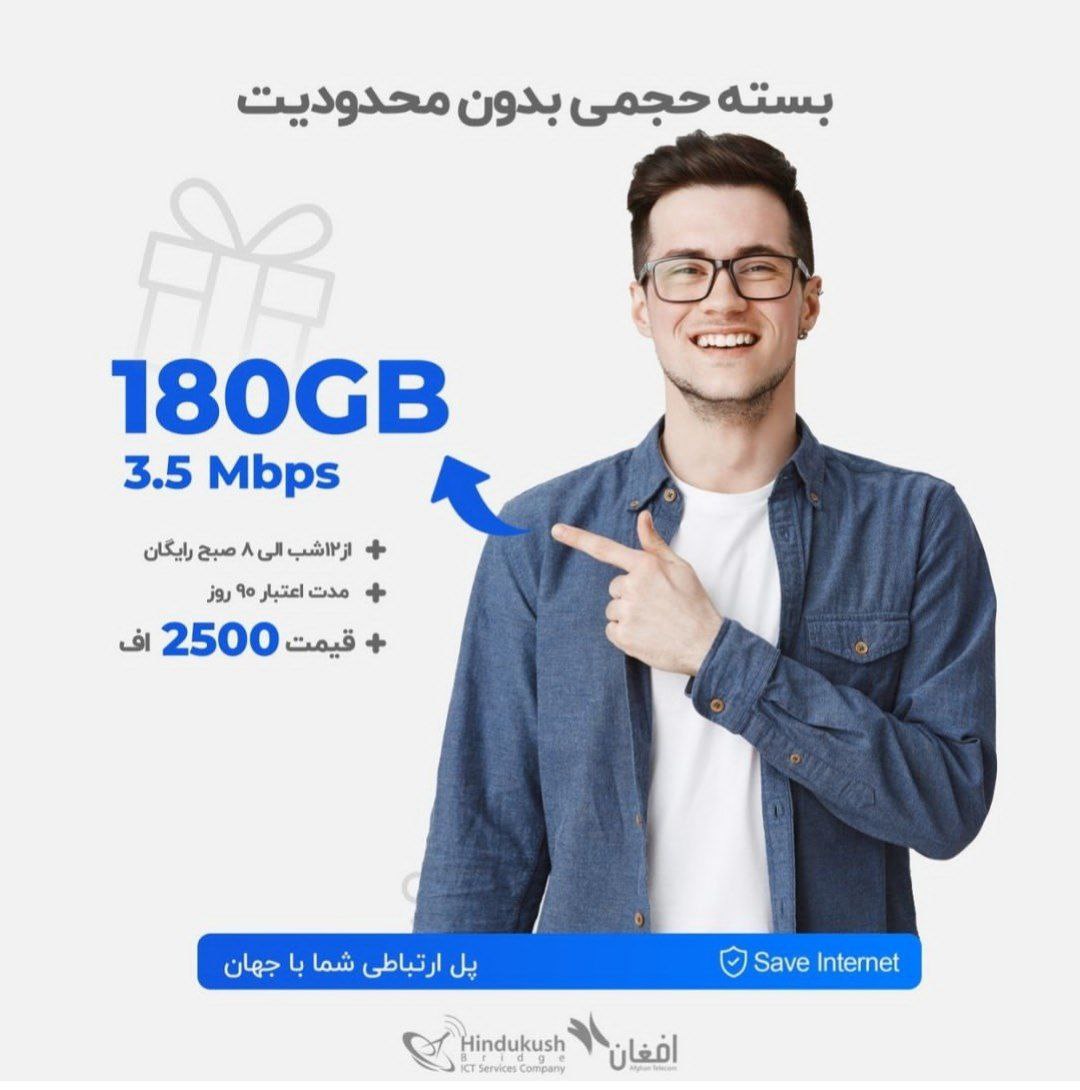 بسته حجمی بدون محدودیت
180GB
3.5 Mbps
+ از۱۲شب الی ۸ صبح رایگان
+ مدت اعتبار ۹۰ روز
+ قیمت 2500 اف
پل ارتباطی شما با جهان
Save Internet
Hindukush
Bridge
ICT Services Company
افغان
Afghan Telecom